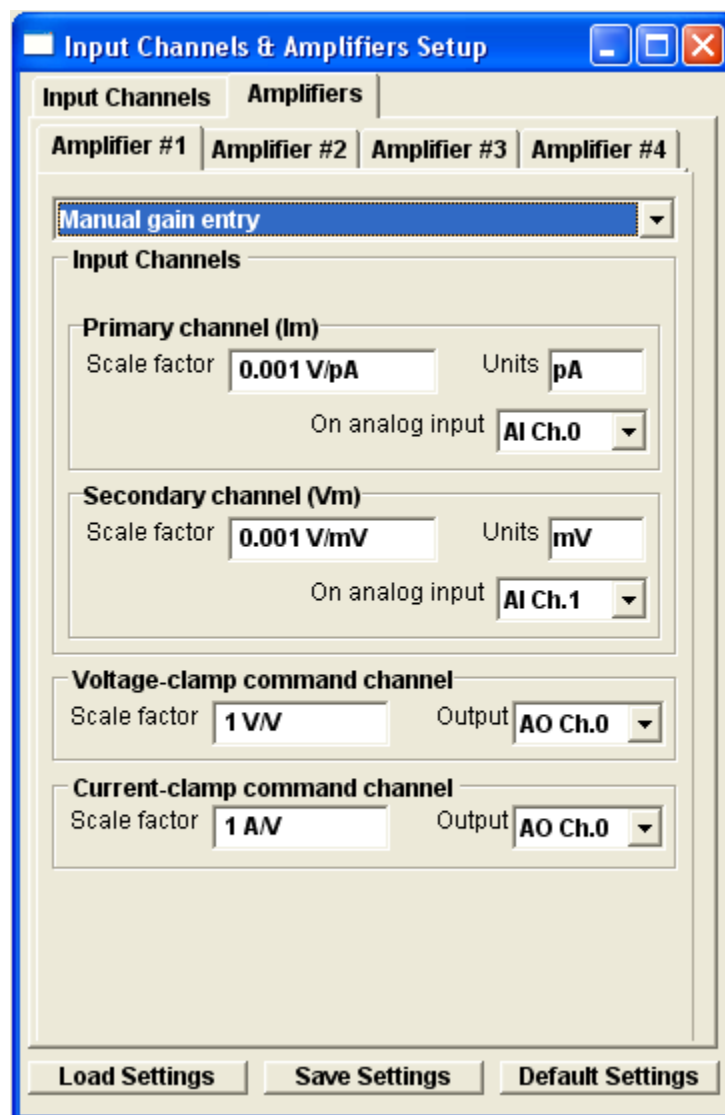 Input Channels & Amplifiers Setup
Input Channels Amplifiers
Amplifier #1 Amplifier #2 Amplifier #3 Amplifier #4
Manual gain entry
Input Channels
Primary channel (Im)
Scale factor 0.001 V/pA Units pA
On analog input AI Ch.0
Secondary channel (Vm)
Scale factor 0.001 V/mV Units mV
On analog input AI Ch.1
Voltage-clamp command channel
Scale factor 1 V/V Output AO Ch.0
Current-clamp command channel
Scale factor 1 A/V Output AO Ch.0
Load Settings Save Settings Default Settings